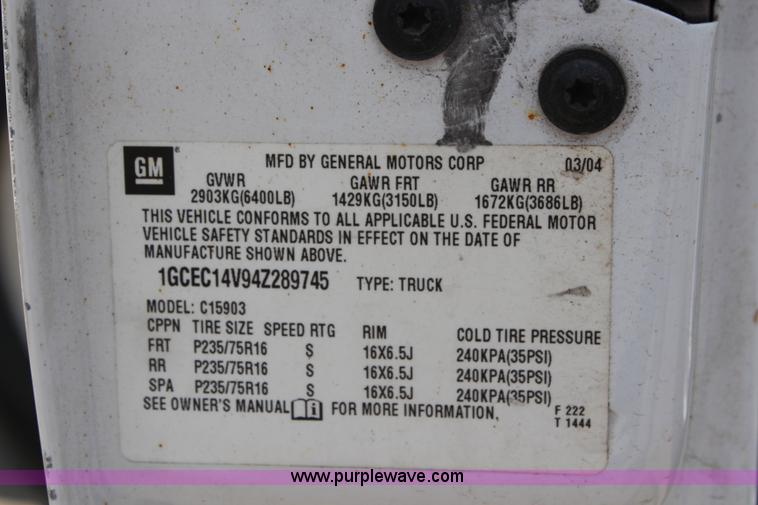 GM ® MFD BY GENERAL MOTORS CORP 03/04
GVWR GAWR FRT GAWR RR
2903KG(6400LB) 1429KG(3150LB) 1672KG(3686LB)
THIS VEHICLE CONFORMS TO ALL APPLICABLE U.S. FEDERAL MOTOR
VEHICLE SAFETY STANDARDS IN EFFECT ON THE DATE OF
MANUFACTURE SHOWN ABOVE.
1GCEC14V94Z289745 TYPE: TRUCK
MODEL: C15903
CPPN TIRE SIZE SPEED RTG RIM COLD TIRE PRESSURE
FRT P235/75R16 S 16X6.5J 240KPA(35PSI)
RR P235/75R16 S 16X6.5J 240KPA(35PSI)
SPA P235/75R16 S 16X6.5J 240KPA(35PSI)
SEE OWNER'S MANUAL i FOR MORE INFORMATION. F 222
T 1444
www.purplewave.com